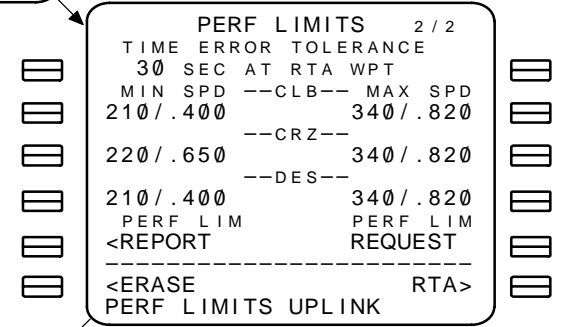 PERF LIMITS 2/2
TIME ERROR TOLERANCE
30 SEC AT RTA WPT
MIN SPD --CLB-- MAX SPD
210/.400 340/.820
--CRZ--
220/.650 340/.820
--DES--
210/.400 340/.820
PERF LIM PERF LIM
<REPORT REQUEST
------------------------
<ERASE RTA>
PERF LIMITS UPLINK